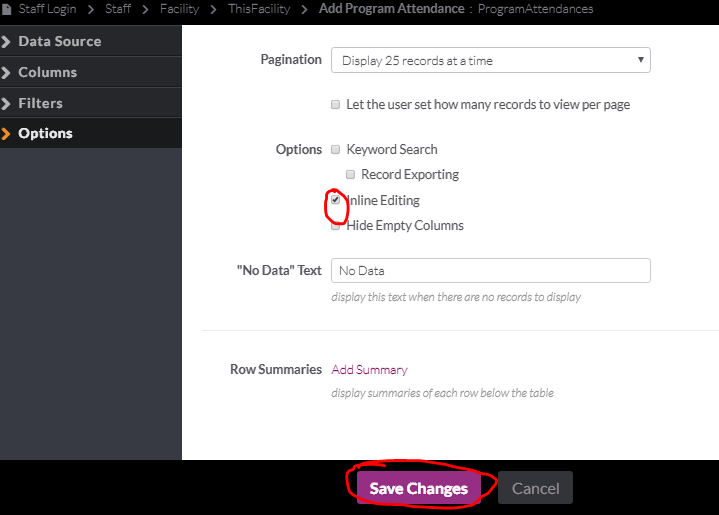 Staff Login > Staff > Facility > ThisFacility > Add Program Attendance : ProgramAttendances
Data Source
Columns
Filters
Options
Pagination Display 25 records at a time
Let the user set how many records to view per page
Options Keyword Search
Record Exporting
Inline Editing
Hide Empty Columns
"No Data" Text No Data
display this text when there are no records to display
Row Summaries Add Summary
display summaries of each row below the table
Save Changes Cancel